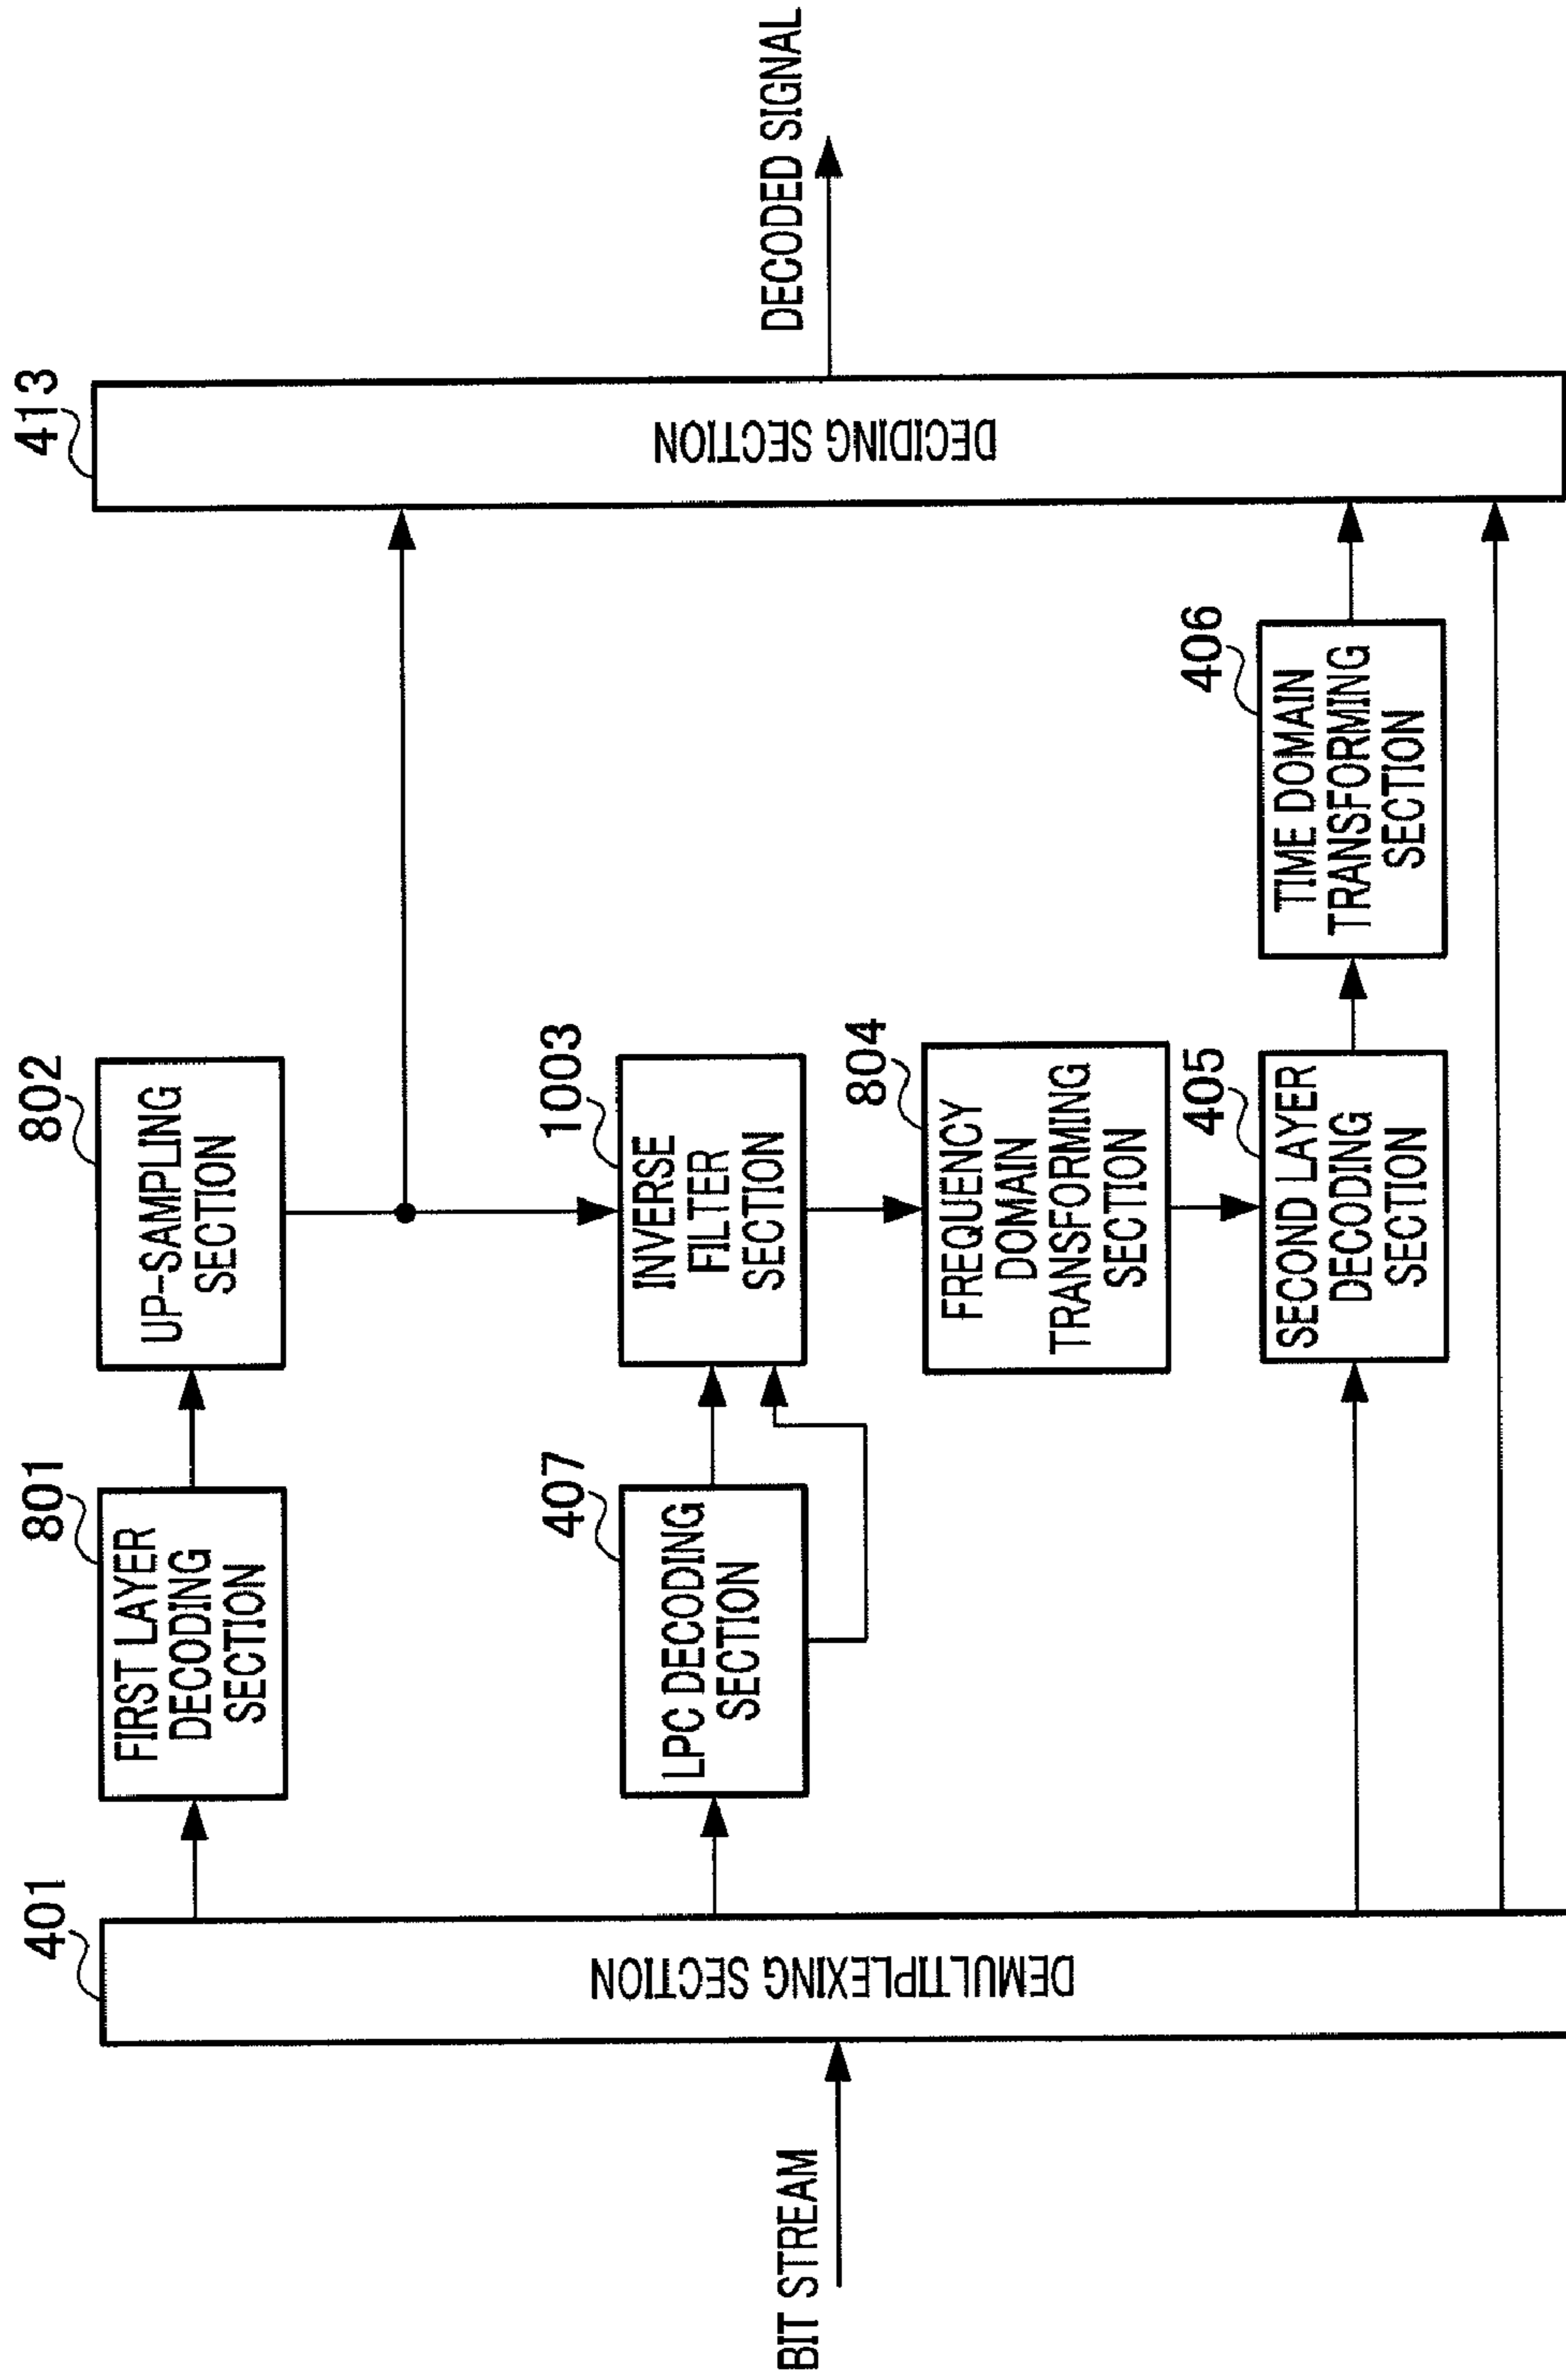 BIT STREAM
401
DEMULTIPLEXING SECTION
801
FIRST LAYER
DECODING
SECTION
802
UP-SAMPLING
SECTION
407
LPC DECODING
SECTION
1003
INVERSE
FILTER
SECTION
804
FREQUENCY
DOMAIN
TRANSFORMING
SECTION
405
SECOND LAYER
DECODING
SECTION
406
TIME DOMAIN
TRANSFORMING
SECTION
413
DECIDING SECTION
DECODED SIGNAL